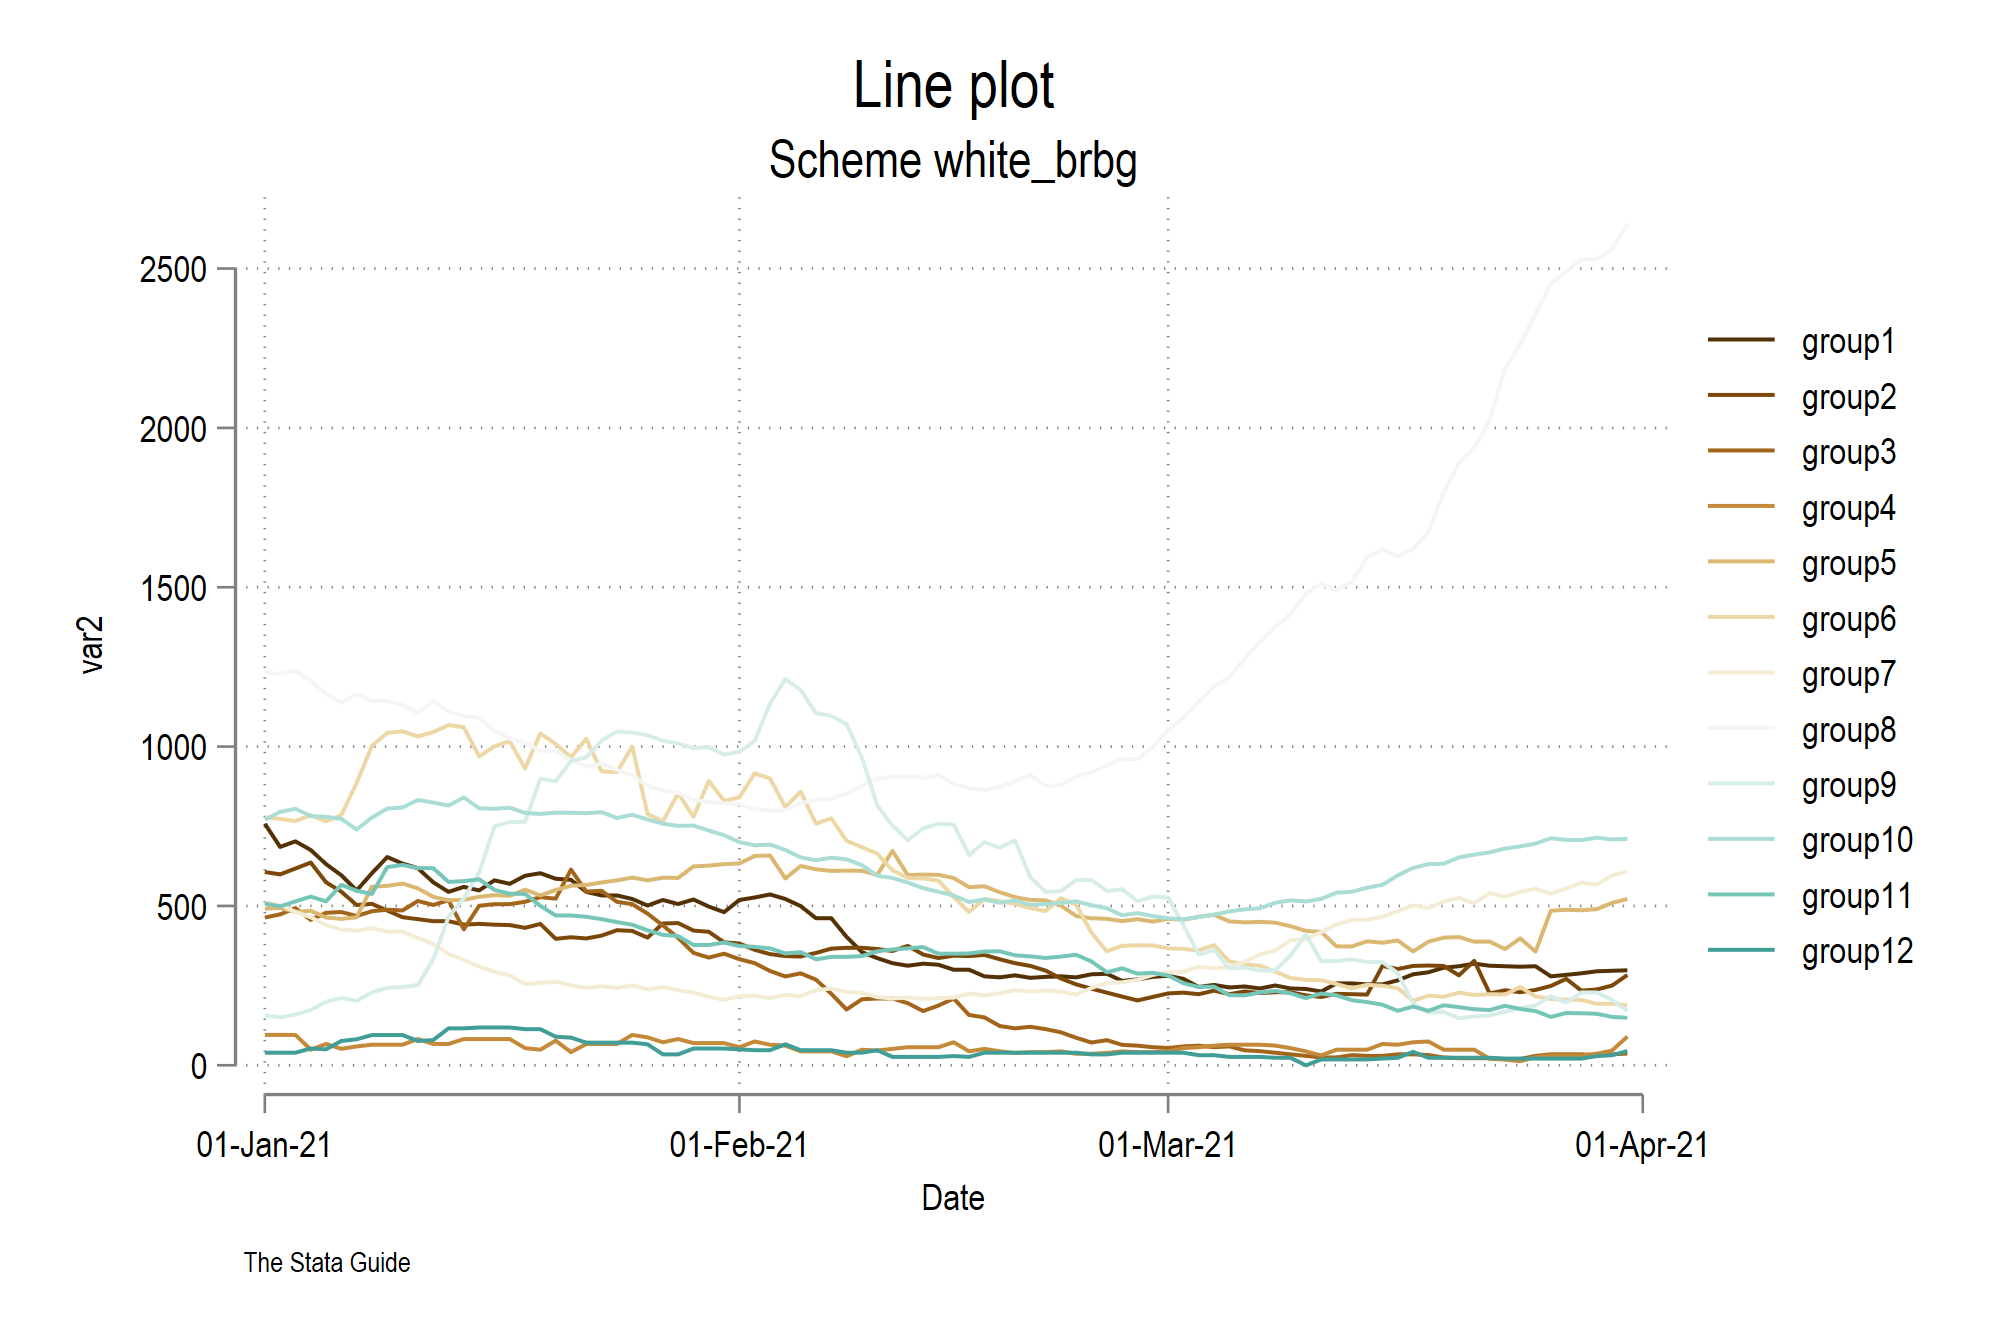 Line plot
Scheme white_brbg
2500
2000
1500
1000
500
0
var2
01-Jan-21
01-Feb-21
01-Mar-21
01-Apr-21
Date
group1
group2
group3
group4
group5
group6
group7
group8
group9
group10
group11
group12
The Stata Guide